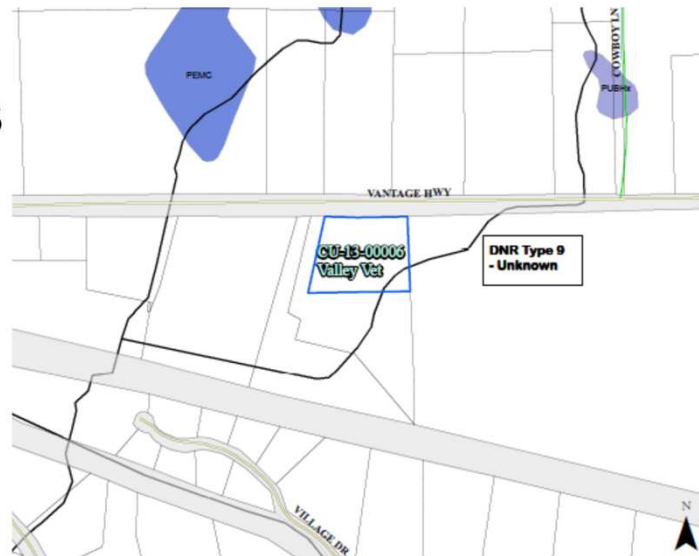 COWBOY LN
PEMC
PUBHx
VANTAGE HWY
CU-13-00006
Valley Vet
DNR Type 9
- Unknown
VILLAGE DR
N